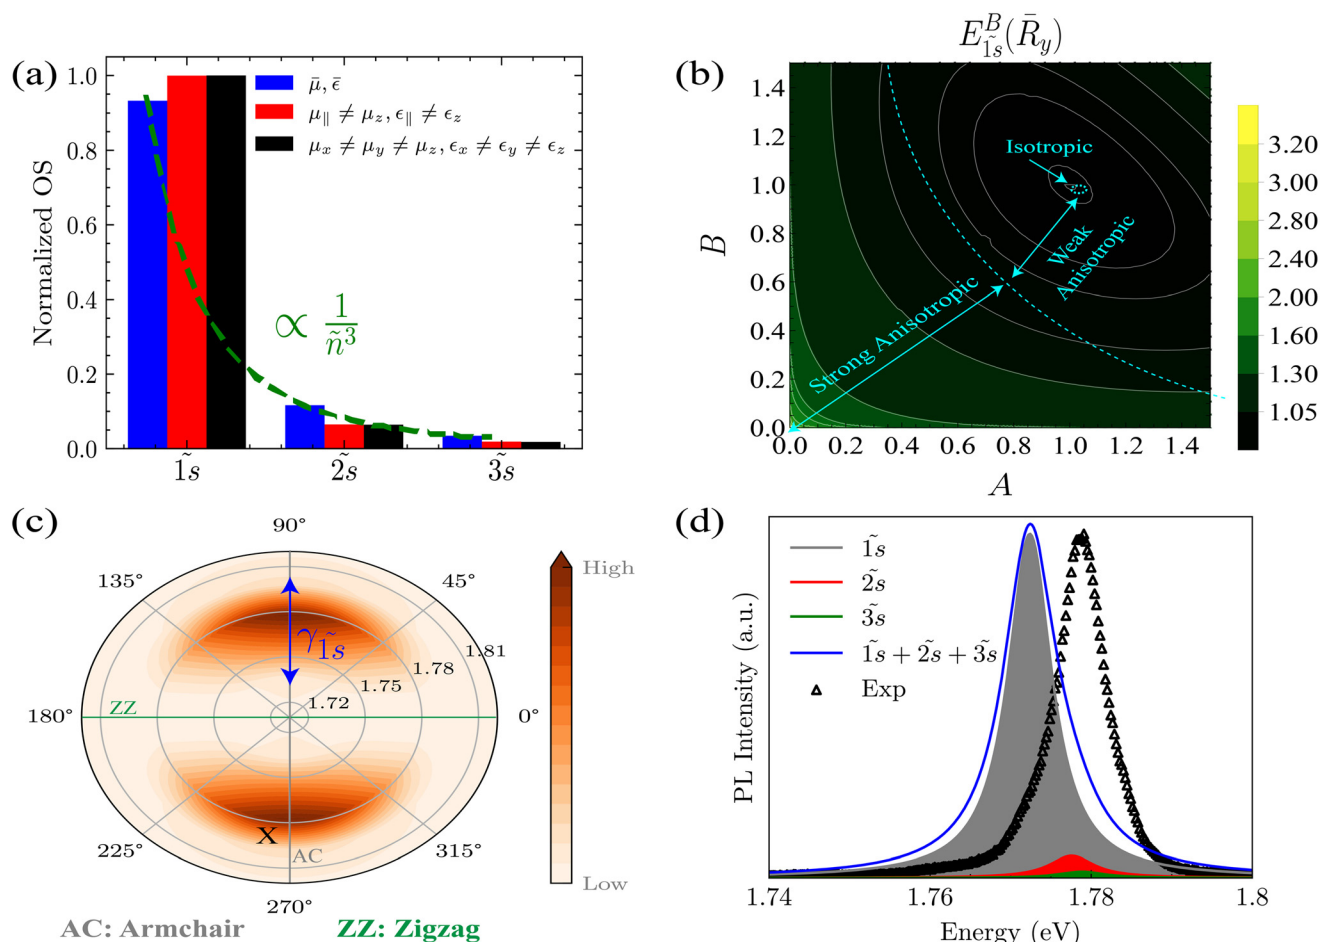 (a)
Normalized OS
1.0
0.8
0.6
0.4
0.2
0.0
μ̄, ε̄
μ∥ ≠ μz, ϵ∥ ≠ ϵz
μx ≠ μy ≠ μz, ϵx ≠ ϵy ≠ ϵz
∝ 1/ñ³
1̃s
2̃s
3̃s
(b)
E^B_1̃s(R̄y)
B
1.4
1.2
1.0
0.8
0.6
0.4
0.2
0.0
Isotropic
Weak
Anisotropic
Strong Anisotropic
0.0 0.2 0.4 0.6 0.8 1.0 1.2 1.4
A
3.20
3.00
2.80
2.40
2.00
1.60
1.30
1.05
(c)
90°
135°
45°
180°
0°
225°
315°
270°
γ1̃s
1.72
1.75
1.78
1.81
ZZ
X
AC
High
Low
AC: Armchair
ZZ: Zigzag
(d)
PL Intensity (a.u.)
1̃s
2̃s
3̃s
1̃s + 2̃s + 3̃s
Exp
1.74 1.76 1.78 1.8
Energy (eV)